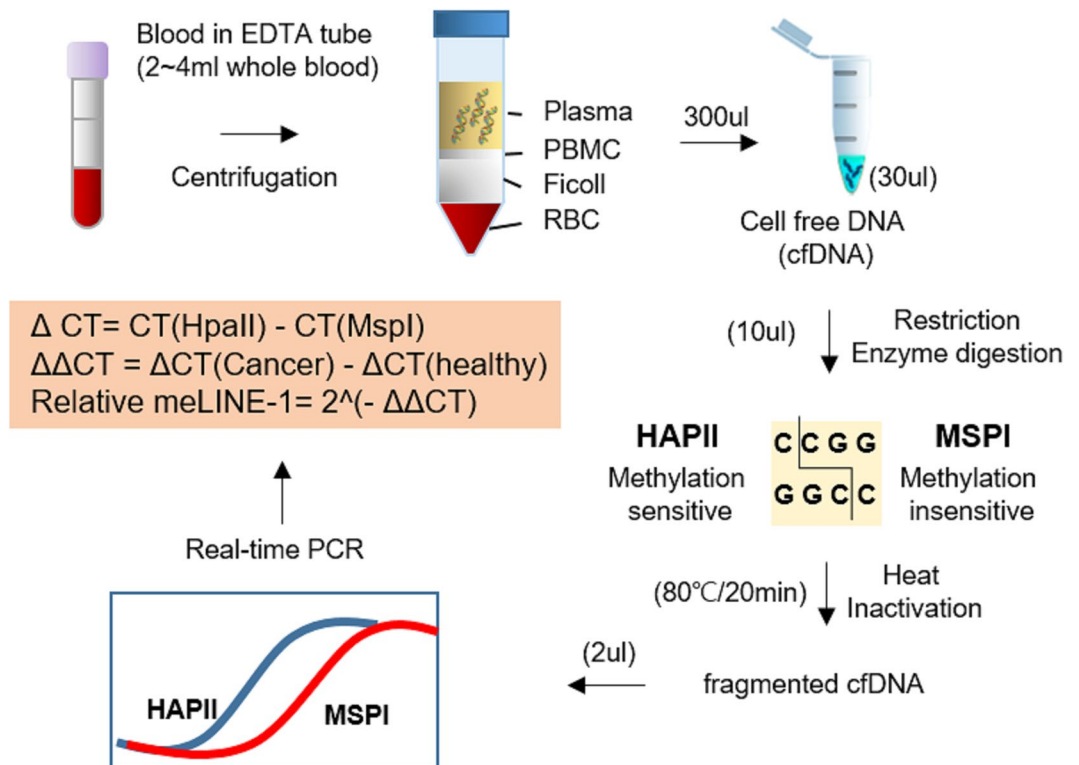 Blood in EDTA tube
(2~4ml whole blood)
Centrifugation
Plasma
PBMC
Ficoll
RBC
300ul
(30ul)
Cell free DNA
(cfDNA)
(10ul)
Restriction
Enzyme digestion
HAPII
Methylation
sensitive
C C G G
G G C C
MSPI
Methylation
insensitive
(80℃/20min)
Heat
Inactivation
fragmented cfDNA
(2ul)
HAPII
MSPI
Real-time PCR
Δ CT= CT(HpaII) - CT(MspI)
ΔΔCT = ΔCT(Cancer) - ΔCT(healthy)
Relative meLINE-1= 2^(- ΔΔCT)